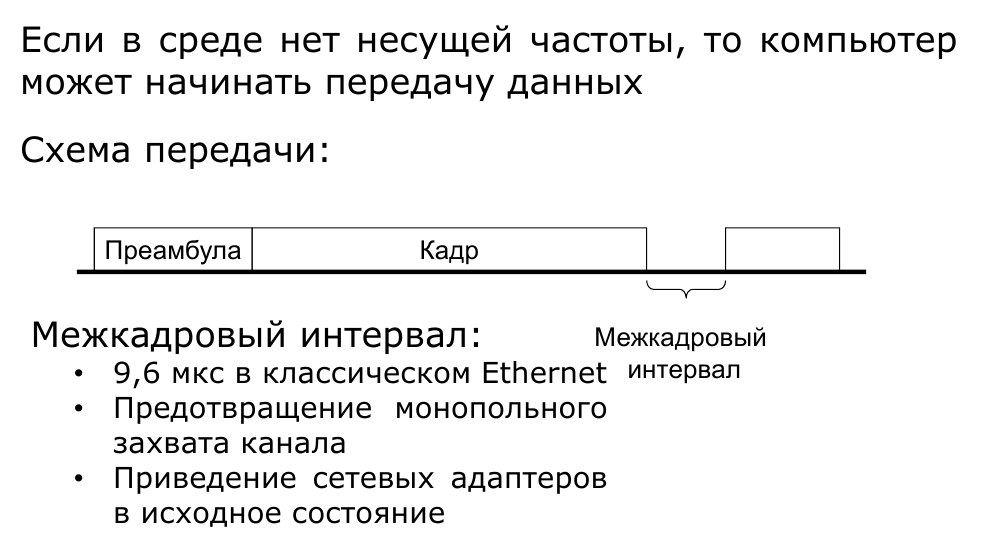 Если в среде нет несущей частоты, то компьютер
может начинать передачу данных
Схема передачи:
Преамбула
Кадр
Межкадровый
интервал
Межкадровый интервал:
• 9,6 мкс в классическом Ethernet
• Предотвращение монопольного
захвата канала
• Приведение сетевых адаптеров
в исходное состояние